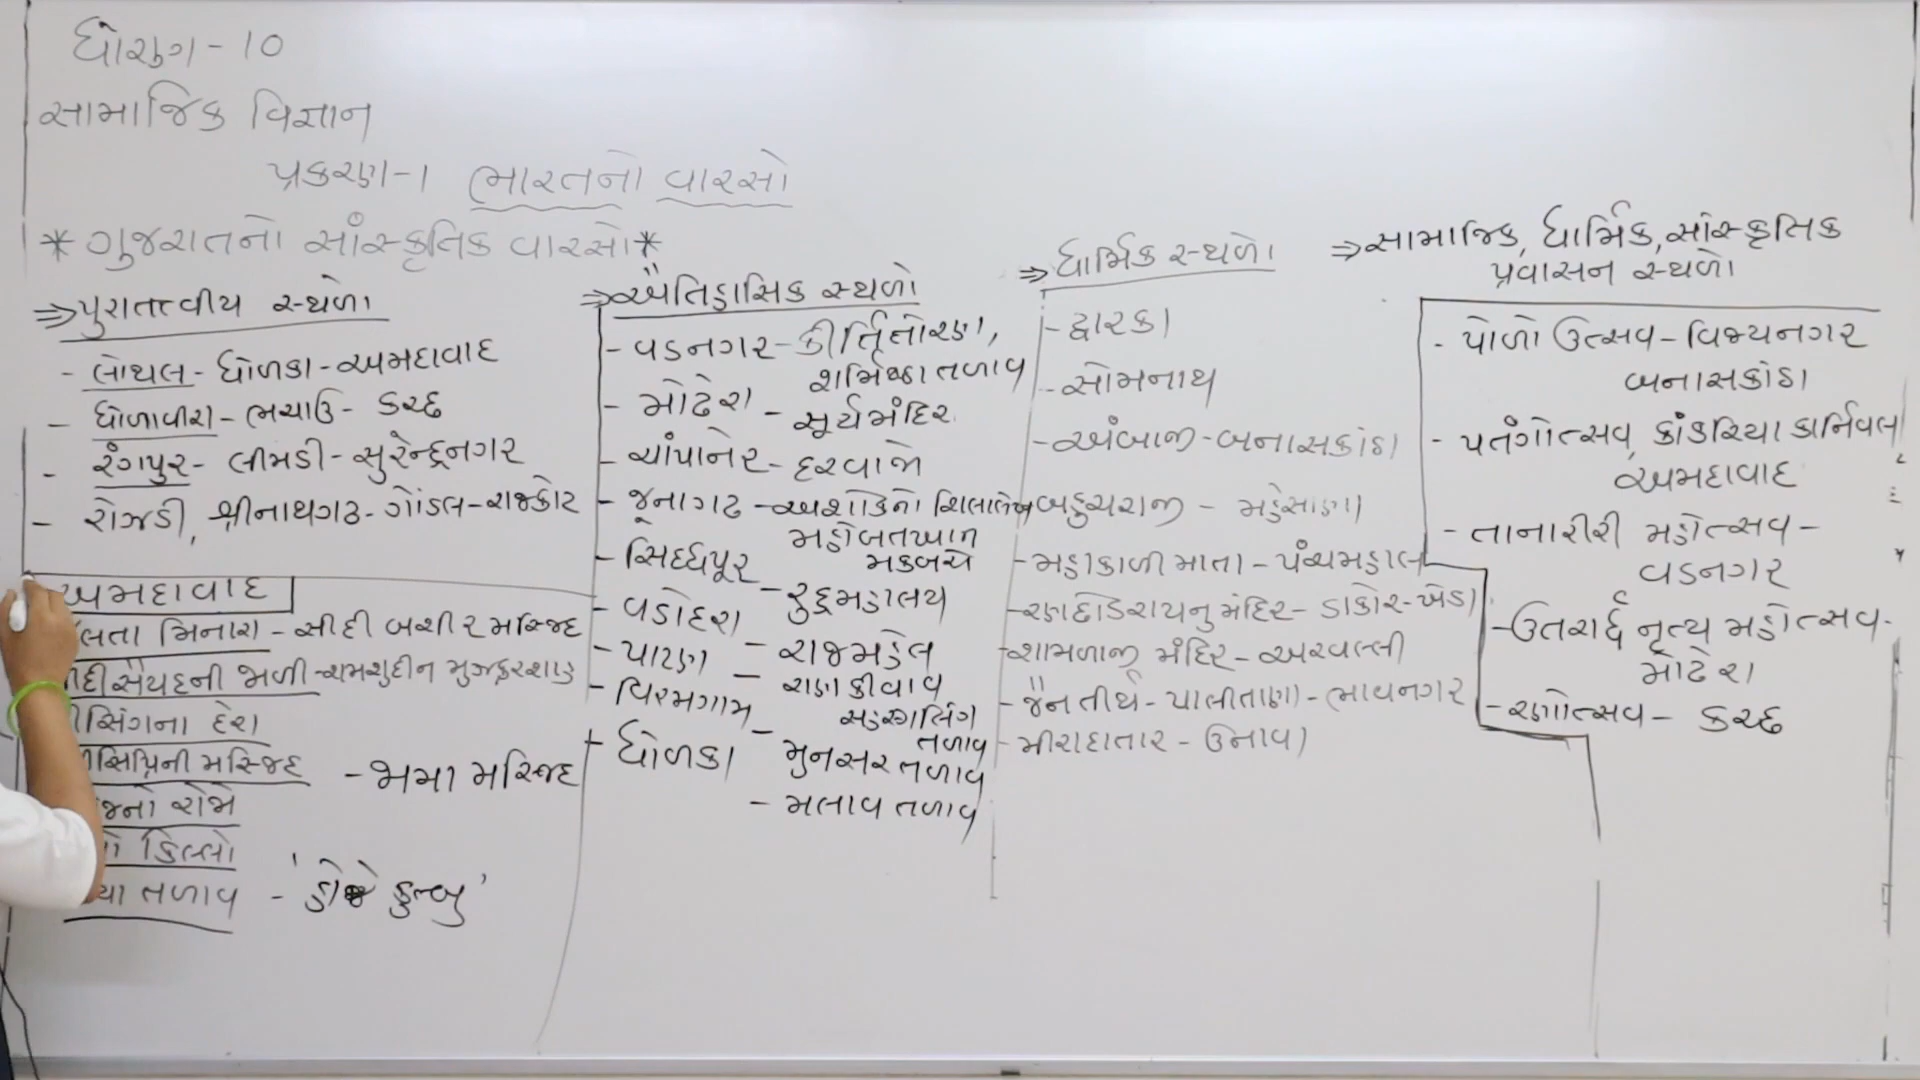 ધોરણ - 10
સામાજિક વિજ્ઞાન
પ્રકરણ-1 ભારતનો વારસો
* ગુજરાતનો સાંસ્કૃતિક વારસો *
⇒ પુરાતત્વીય સ્થળો
- લોથલ - ધોળકા - અમદાવાદ
- ધોળાવીરા - ભચાઉ - કચ્છ
- રંગપુર - લીમડી - સુરેન્દ્રનગર
- રોઝડી, શ્રીનાથગઢ - ગોંડલ - રાજકોટ
અમદાવાદ
લતા મિનારા - સીદી બશીર મસ્જિદ
દી સૈયદની જાળી - શમશુદીન મુઝફરશાહ
સિંગના દેરા
સિપ્રિની મસ્જિદ - જામા મસ્જિદ
જનો રોજો
કિલ્લો
યા તળાવ - 'હોજે કુત્બુ'
⇒ ઐતિહાસિક સ્થળો
- વડનગર - કીર્તિતોરણ,
શર્મિષ્ઠા તળાવ
- મોઢેરા - સૂર્યમંદિર
- ચાંપાનેર - દરવાજો
- જૂનાગઢ - અશોકનો શિલાલેખ
મહોબતખાન
મકબરો
- સિદ્ધપૂર - રુદ્રમહાલય
- વડોદરા - રાજમહેલ
- પાટણ - રાણકીવાવ
સહસ્ત્રલિંગ
તળાવ
- વિરમગામ - મુનસર તળાવ
- ધોળકા - મલાવ તળાવ
⇒ ધાર્મિક સ્થળો
- દ્વારકા
- સોમનાથ
- અંબાજી - બનાસકાંઠા
બહુચરાજી - મહેસાણા
- મહાકાળી માતા - પંચમહાલ
- રણછોડરાયનુ મંદિર - ડાકોર - ખેડા
- શામળાજી મંદિર - અરવલ્લી
- જૈન તીર્થ - પાલીતાણા - ભાવનગર
- મીરાદાતાર - ઉનાવા
⇒ સામાજિક, ધાર્મિક, સાંસ્કૃતિક
પ્રવાસન સ્થળો
- પોળો ઉત્સવ - વિજયનગર
બનાસકાંઠા
- પતંગોત્સવ, કાંકરિયા કાર્નિવલ
અમદાવાદ
- તાનારીરી મહોત્સવ -
વડનગર
- ઉતરાર્દ્ધ નૃત્ય મહોત્સવ -
મોઢેરા
- રણોત્સવ - કચ્છ